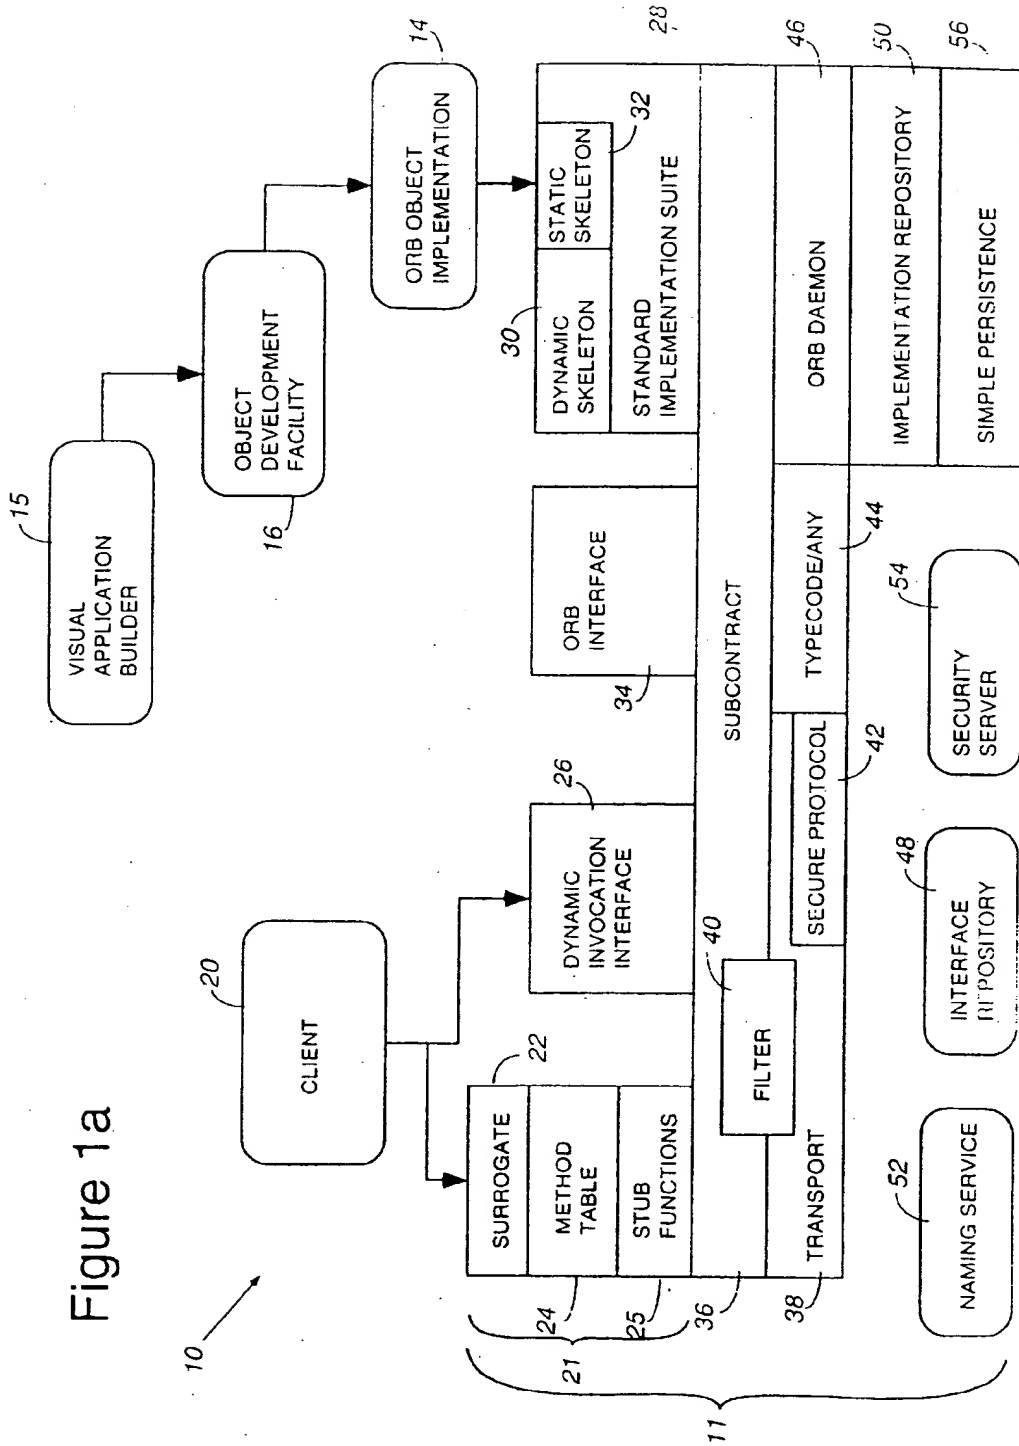 Figure 1a
10
15
VISUAL
APPLICATION
BUILDER
OBJECT
DEVELOPMENT
FACILITY
16
14
ORB OBJECT
IMPLEMENTATION
20
CLIENT
22
SURROGATE
METHOD
TABLE
24
STUB
FUNCTIONS
25
21
11
DYNAMIC
INVOCATION
INTERFACE
26
ORB
INTERFACE
34
30
DYNAMIC
SKELETON
STATIC
SKELETON
32
STANDARD
IMPLEMENTATION SUITE
28
SUBCONTRACT
36
FILTER
40
TRANSPORT
38
SECURE PROTOCOL
42
TYPECODE/ANY
44
ORB DAEMON
46
IMPLEMENTATION REPOSITORY
50
SIMPLE PERSISTENCE
56
52
NAMING SERVICE
48
INTERFACE
REPOSITORY
54
SECURITY
SERVER